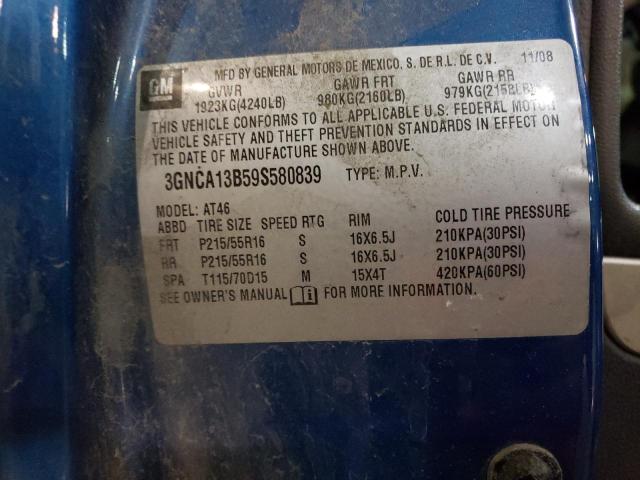 GM
MFD BY GENERAL MOTORS DE MEXICO, S. DE R.L. DE C.V. 11/08
GVWR GAWR FRT GAWR RR
1923KG(4240LB) 980KG(2160LB) 979KG(2158LB)
THIS VEHICLE CONFORMS TO ALL APPLICABLE U.S. FEDERAL MOTOR
VEHICLE SAFETY AND THEFT PREVENTION STANDARDS IN EFFECT ON
THE DATE OF MANUFACTURE SHOWN ABOVE.
3GNCA13B59S580839 TYPE: M.P.V.
MODEL: AT46
ABBD TIRE SIZE SPEED RTG RIM COLD TIRE PRESSURE
FRT P215/55R16 S 16X6.5J 210KPA(30PSI)
RR P215/55R16 S 16X6.5J 210KPA(30PSI)
SPA T115/70D15 M 15X4T 420KPA(60PSI)
SEE OWNER'S MANUAL i FOR MORE INFORMATION.